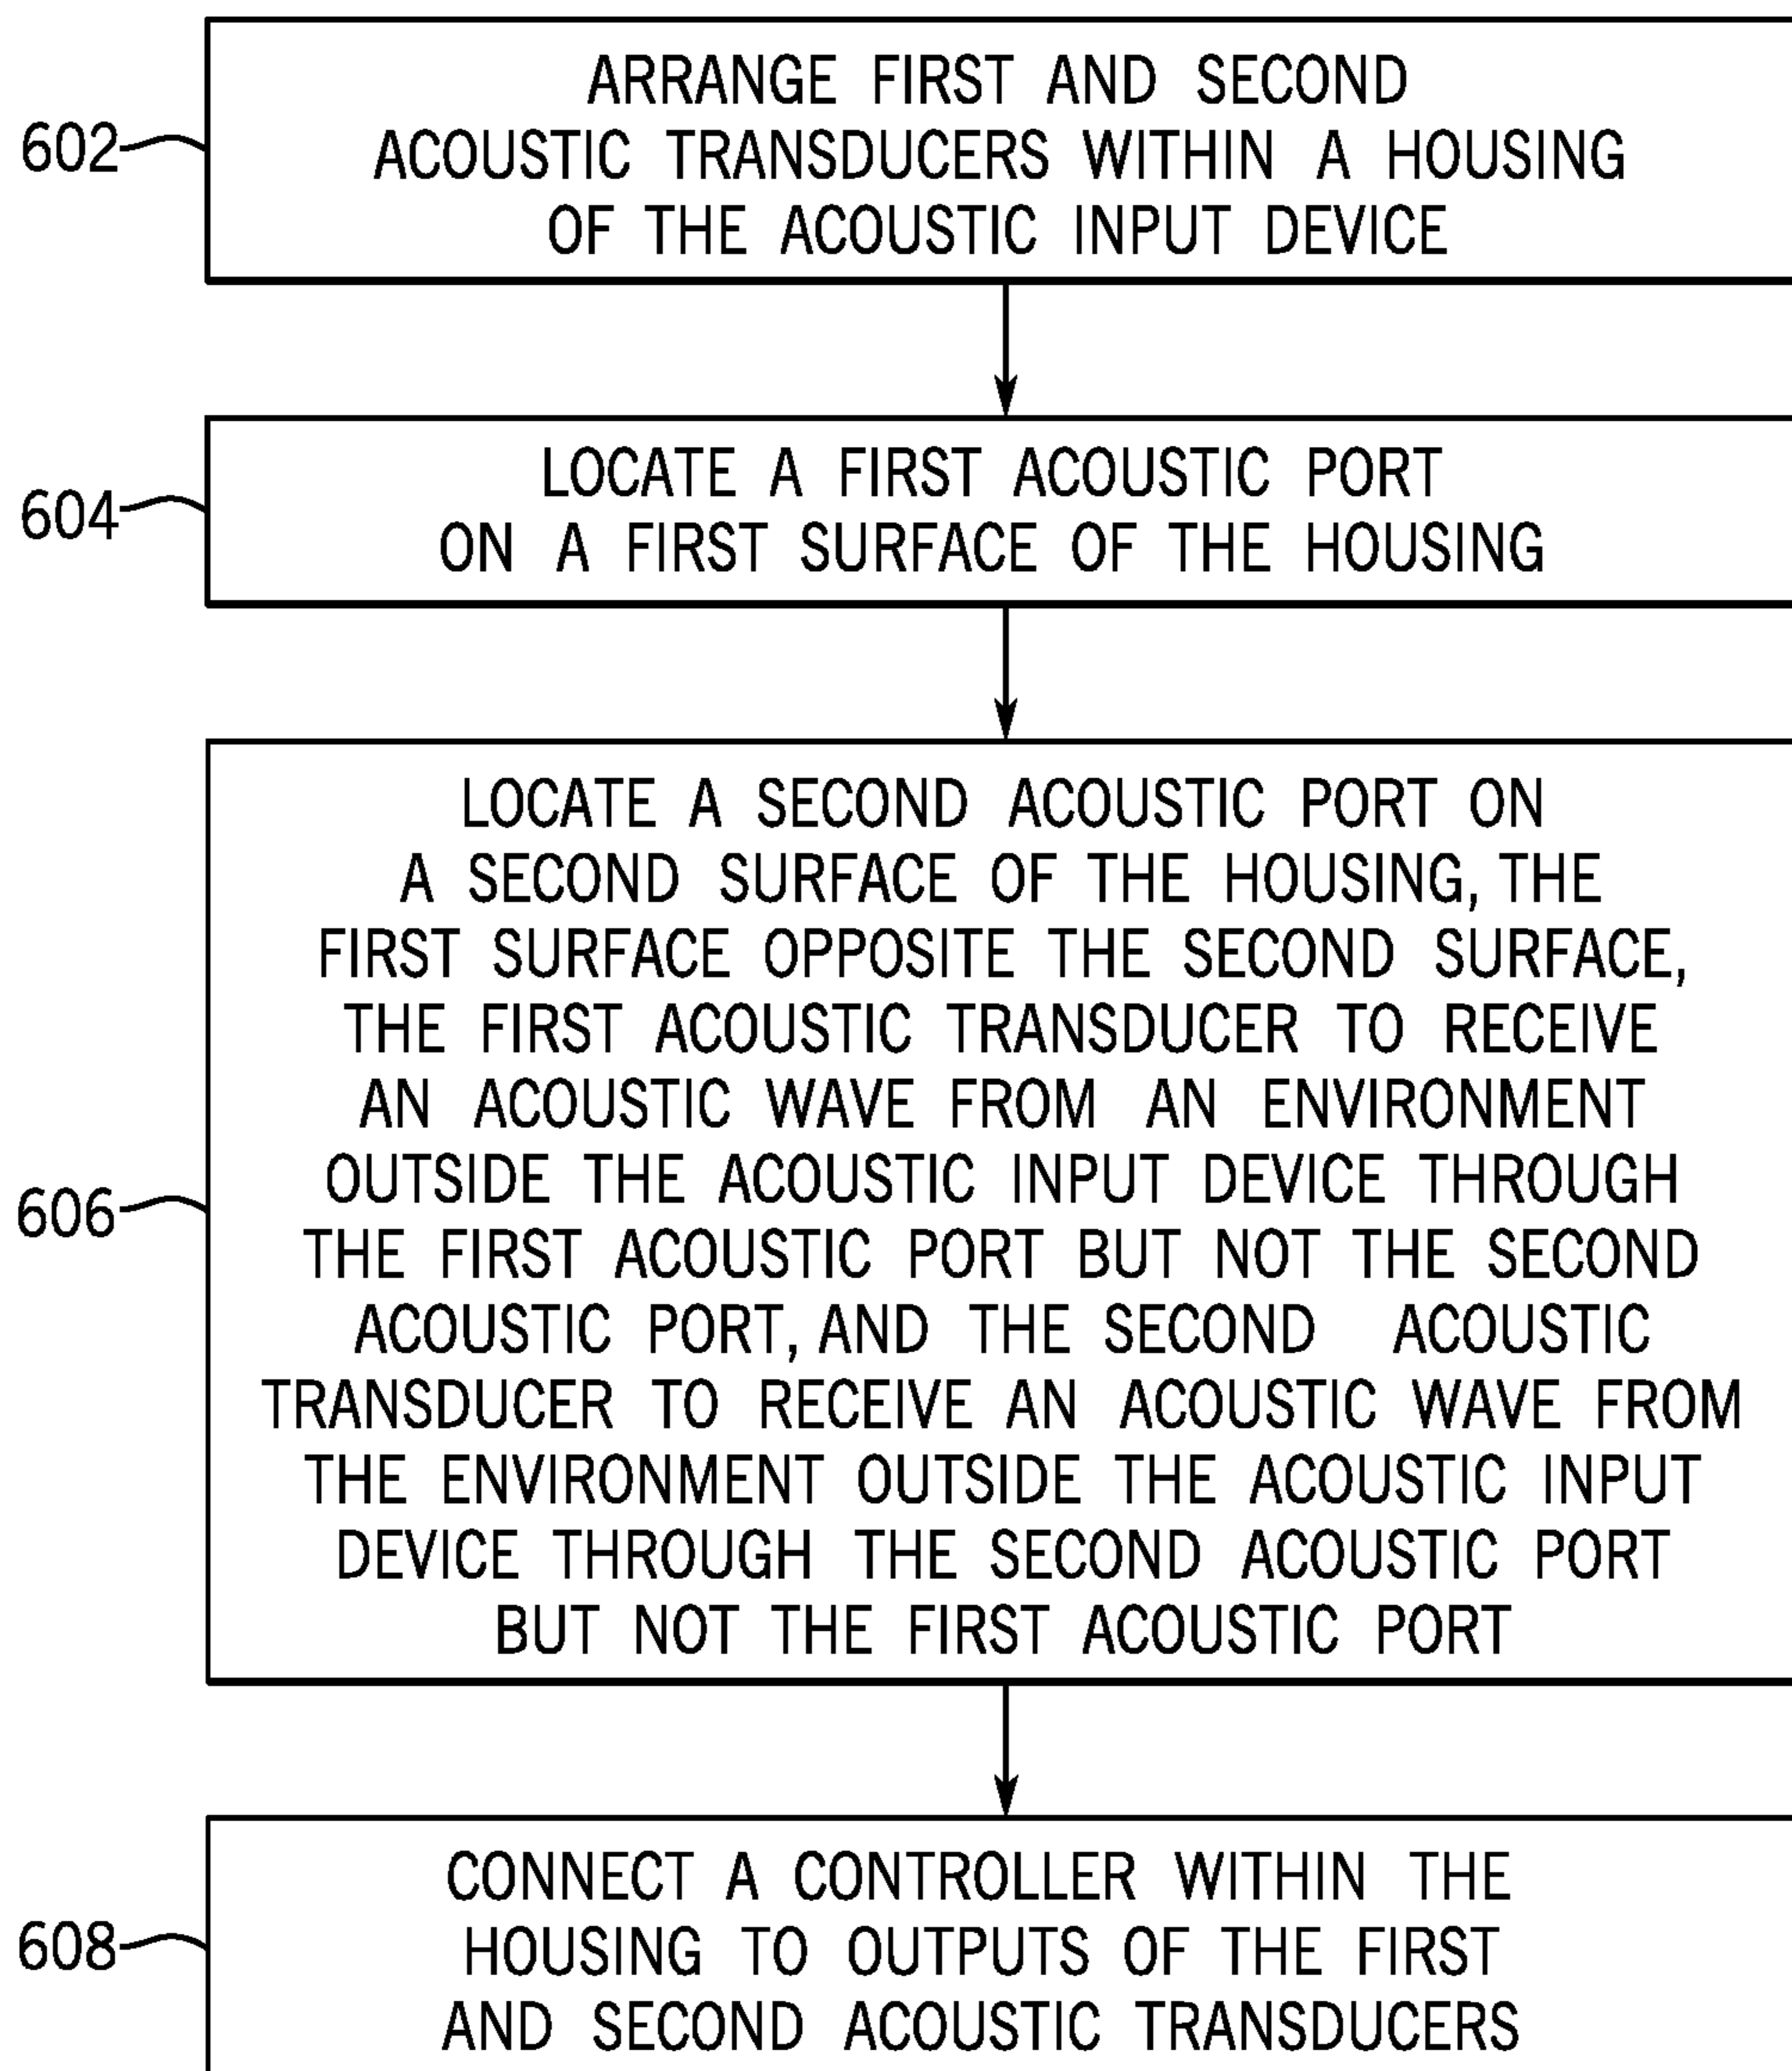 602
ARRANGE FIRST AND SECOND
ACOUSTIC TRANSDUCERS WITHIN A HOUSING
OF THE ACOUSTIC INPUT DEVICE
604
LOCATE A FIRST ACOUSTIC PORT
ON A FIRST SURFACE OF THE HOUSING
606
LOCATE A SECOND ACOUSTIC PORT ON
A SECOND SURFACE OF THE HOUSING, THE
FIRST SURFACE OPPOSITE THE SECOND SURFACE,
THE FIRST ACOUSTIC TRANSDUCER TO RECEIVE
AN ACOUSTIC WAVE FROM AN ENVIRONMENT
OUTSIDE THE ACOUSTIC INPUT DEVICE THROUGH
THE FIRST ACOUSTIC PORT BUT NOT THE SECOND
ACOUSTIC PORT, AND THE SECOND ACOUSTIC
TRANSDUCER TO RECEIVE AN ACOUSTIC WAVE FROM
THE ENVIRONMENT OUTSIDE THE ACOUSTIC INPUT
DEVICE THROUGH THE SECOND ACOUSTIC PORT
BUT NOT THE FIRST ACOUSTIC PORT
608
CONNECT A CONTROLLER WITHIN THE
HOUSING TO OUTPUTS OF THE FIRST
AND SECOND ACOUSTIC TRANSDUCERS